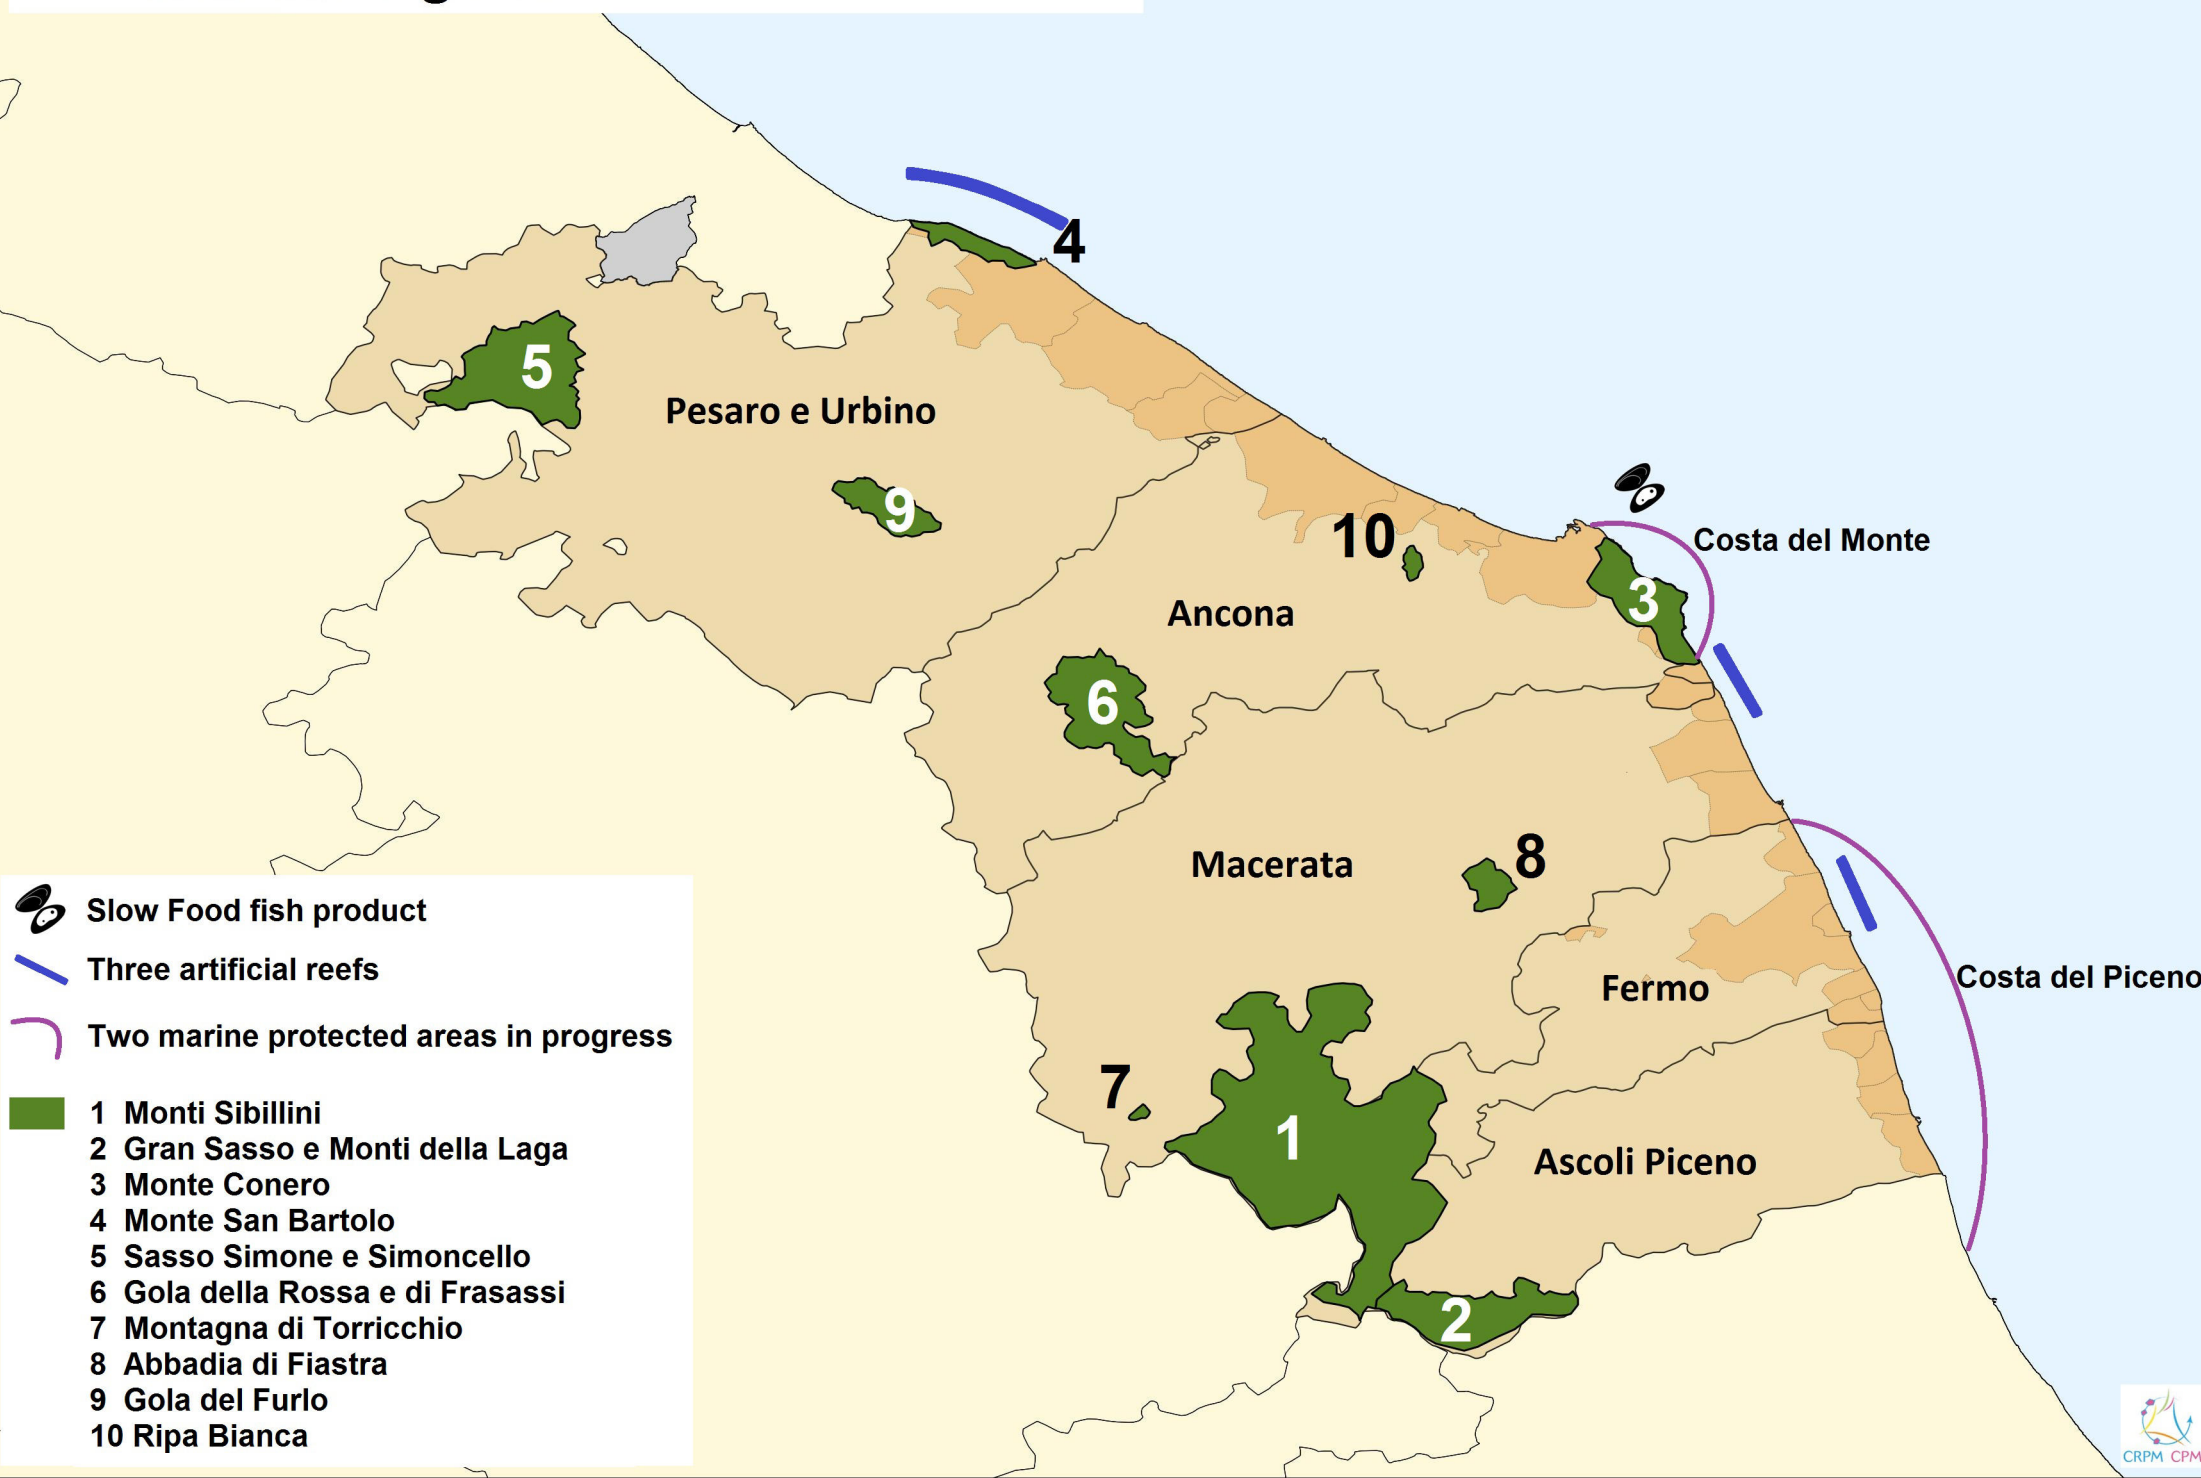 4
5
Pesaro e Urbino
9
10
Costa del Monte
3
Ancona
6
Macerata
8
Fermo
Costa del Piceno
7
1
Ascoli Piceno
2
Slow Food fish product
Three artificial reefs
Two marine protected areas in progress
1 Monti Sibillini
2 Gran Sasso e Monti della Laga
3 Monte Conero
4 Monte San Bartolo
5 Sasso Simone e Simoncello
6 Gola della Rossa e di Frasassi
7 Montagna di Torricchio
8 Abbadia di Fiastra
9 Gola del Furlo
10 Ripa Bianca
CRPM CPM